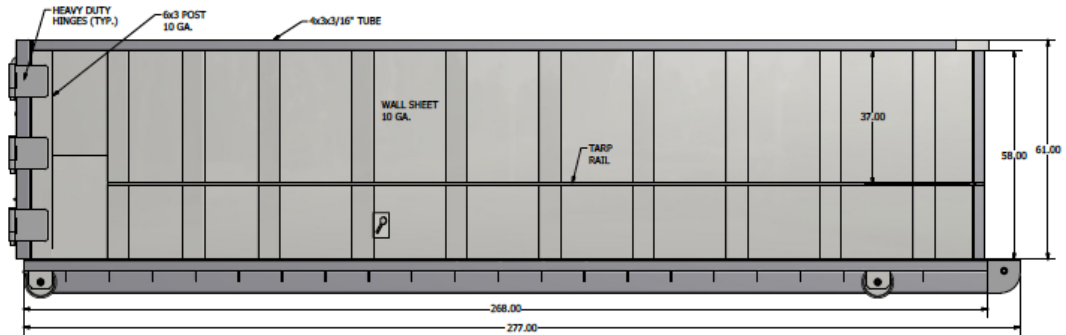 HEAVY DUTY
HINGES (TYP.)
6x3 POST
10 GA.
4x3x3/16" TUBE
WALL SHEET
10 GA.
37.00
TARP
RAIL
58.00
61.00
268.00
277.00